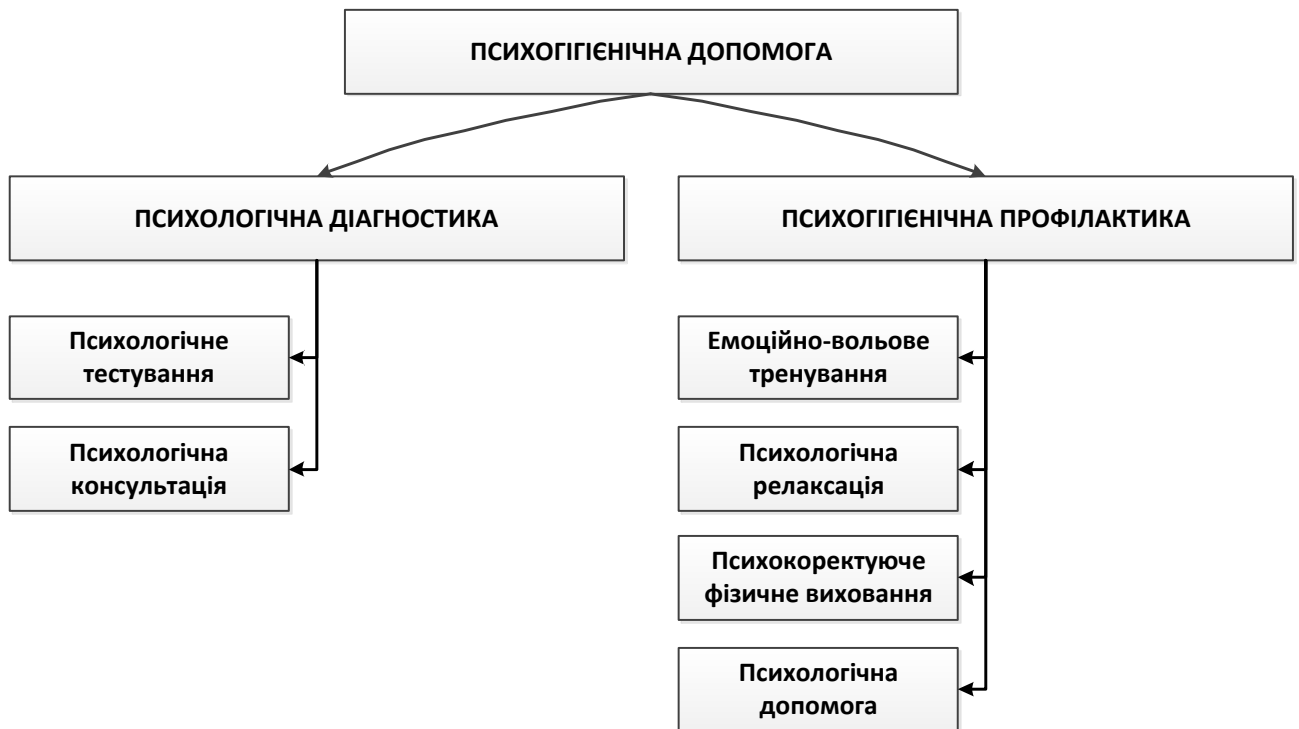 ПСИХОГІГІЄНІЧНА ДОПОМОГА
ПСИХОЛОГІЧНА ДІАГНОСТИКА
ПСИХОГІГІЄНІЧНА ПРОФІЛАКТИКА
Психологічне
тестування
Психологічна
консультація
Емоційно-вольове
тренування
Психологічна
релаксація
Психокоректуюче
фізичне виховання
Психологічна
допомога